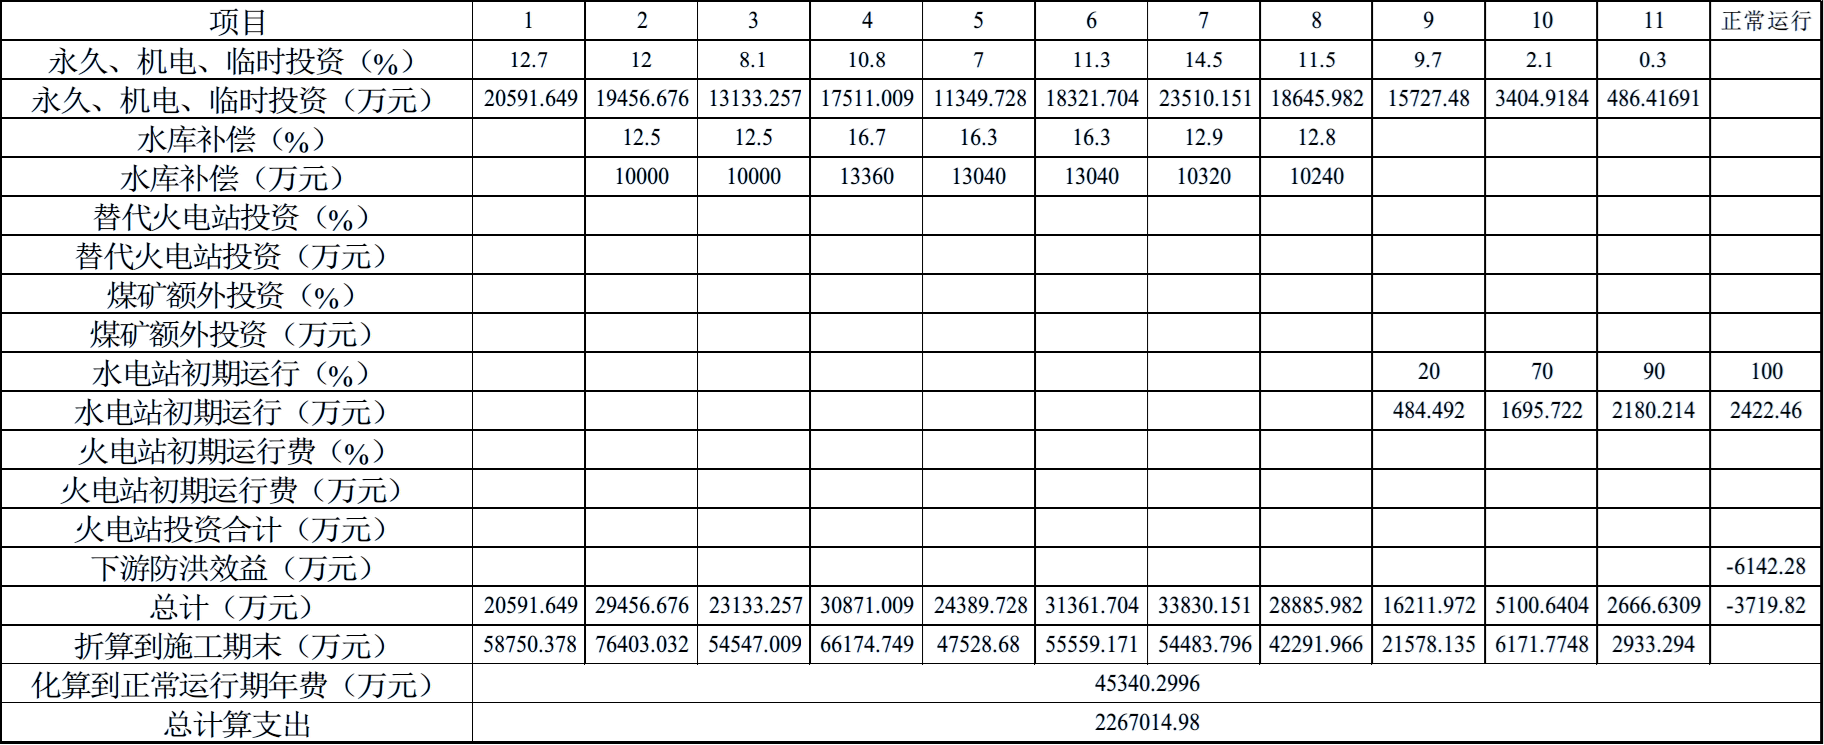 项目 1 2 3 4 5 6 7 8 9 10 11 正常运行
永久、机电、临时投资（%） 12.7 12 8.1 10.8 7 11.3 14.5 11.5 9.7 2.1 0.3
永久、机电、临时投资（万元） 20591.649 19456.676 13133.257 17511.009 11349.728 18321.704 23510.151 18645.982 15727.48 3404.9184 486.41691
水库补偿（%） 12.5 12.5 16.7 16.3 16.3 12.9 12.8
水库补偿（万元） 10000 10000 13360 13040 13040 10320 10240
替代火电站投资（%）
替代火电站投资（万元）
煤矿额外投资（%）
煤矿额外投资（万元）
水电站初期运行（%） 20 70 90 100
水电站初期运行（万元） 484.492 1695.722 2180.214 2422.46
火电站初期运行费（%）
火电站初期运行费（万元）
火电站投资合计（万元）
下游防洪效益（万元） -6142.28
总计（万元） 20591.649 29456.676 23133.257 30871.009 24389.728 31361.704 33830.151 28885.982 16211.972 5100.6404 2666.6309 -3719.82
折算到施工期末（万元） 58750.378 76403.032 54547.009 66174.749 47528.68 55559.171 54483.796 42291.966 21578.135 6171.7748 2933.294
化算到正常运行期年费（万元） 45340.2996
总计算支出 2267014.98